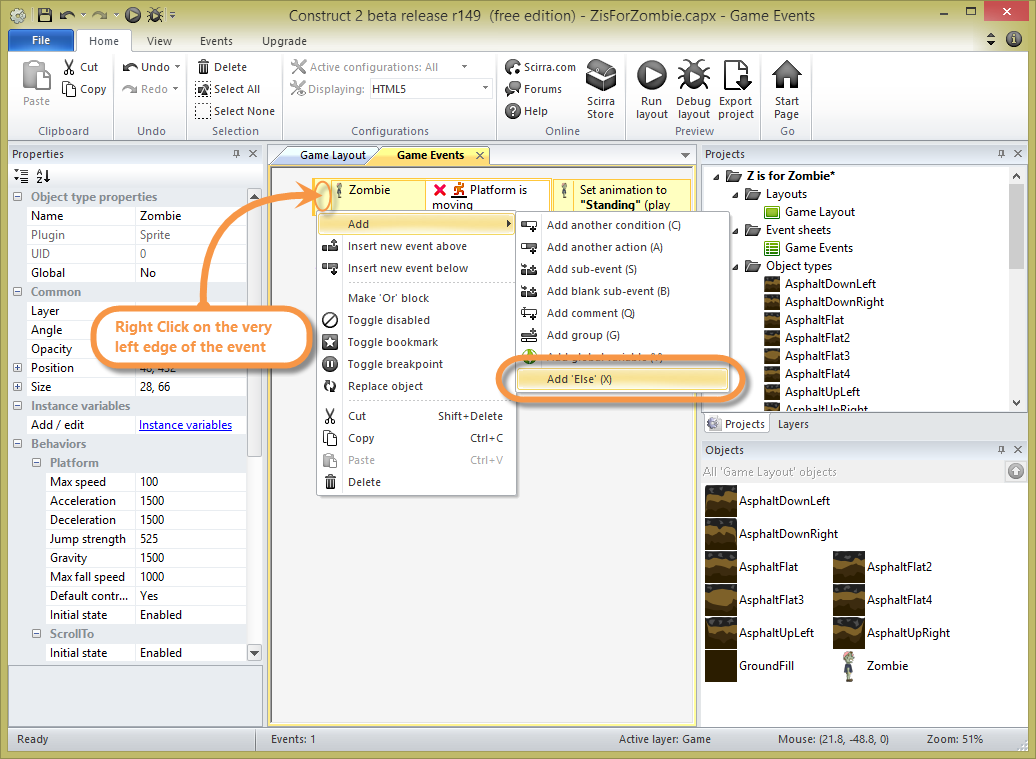 Construct 2 beta release r149 (free edition) - ZisForZombie.capx - Game Events
File
Home
View
Events
Upgrade
Paste
Cut
Copy
Clipboard
Undo
Redo
Undo
Delete
Select All
Select None
Selection
Active configurations: All
Displaying: HTML5
Configurations
Scirra.com
Forums
Help
Scirra
Store
Online
Run
layout
Debug
layout
Export
project
Preview
Start
Page
Go
Properties
Object type properties
Name Zombie
Plugin Sprite
UID 0
Global No
Common
Layer
Angle
Opacity
Position
Size 28, 66
Instance variables
Add / edit Instance variables
Behaviors
Platform
Max speed 100
Acceleration 1500
Deceleration 1500
Jump strength 525
Gravity 1500
Max fall speed 1000
Default contr... Yes
Initial state Enabled
ScrollTo
Initial state Enabled
Right Click on the very
left edge of the event
Game Layout
Game Events
Zombie
Platform is
moving
Set animation to
"Standing" (play
Add
Insert new event above
Insert new event below
Make 'Or' block
Toggle disabled
Toggle bookmark
Toggle breakpoint
Replace object
Cut Shift+Delete
Copy Ctrl+C
Paste Ctrl+V
Delete
Add another condition (C)
Add another action (A)
Add sub-event (S)
Add blank sub-event (B)
Add comment (Q)
Add group (G)
Add global variable (V)
Add 'Else' (X)
Projects
Z is for Zombie*
Layouts
Game Layout
Event sheets
Game Events
Object types
AsphaltDownLeft
AsphaltDownRight
AsphaltFlat
AsphaltFlat2
AsphaltFlat3
AsphaltFlat4
AsphaltUpLeft
AsphaltUpRight
Projects
Layers
Objects
All 'Game Layout' objects
AsphaltDownLeft
AsphaltDownRight
AsphaltFlat
AsphaltFlat2
AsphaltFlat3
AsphaltFlat4
AsphaltUpLeft
AsphaltUpRight
GroundFill
Zombie
Ready
Events: 1
Active layer: Game
Mouse: (21.8, -48.8, 0)
Zoom: 51%